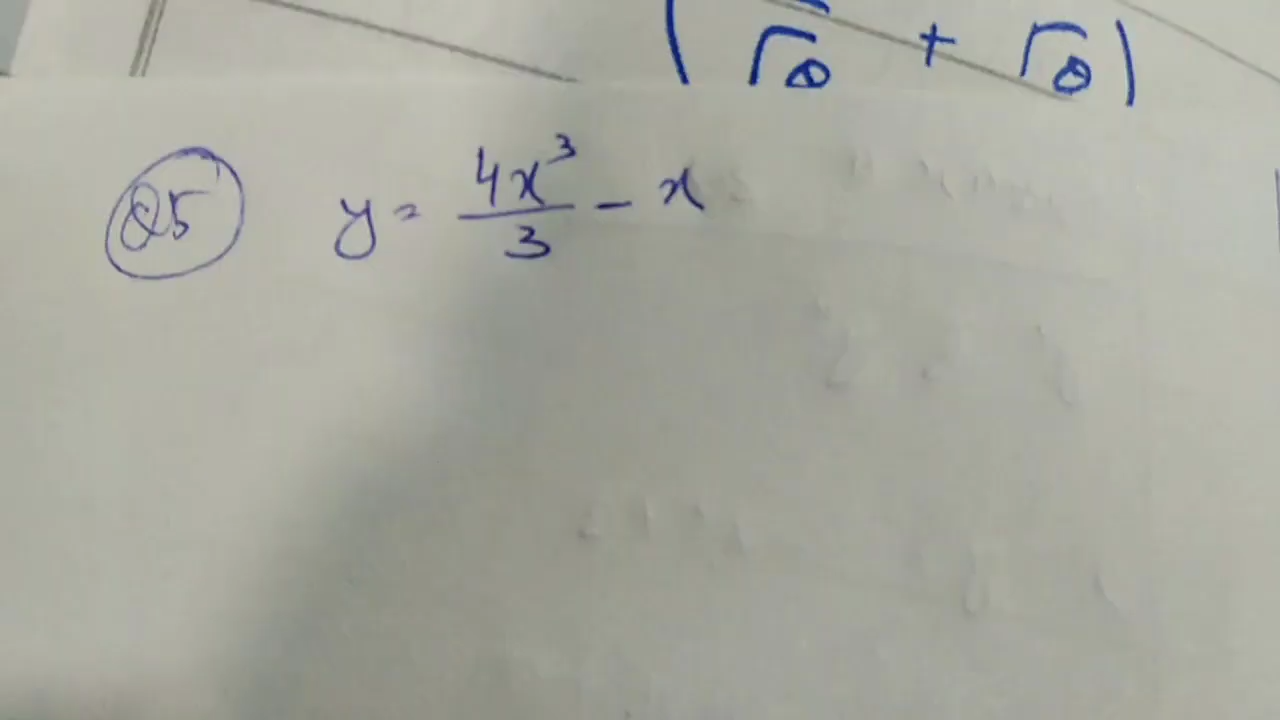 ( √θ + √θ )
Q5 y = 4x³/3 - x